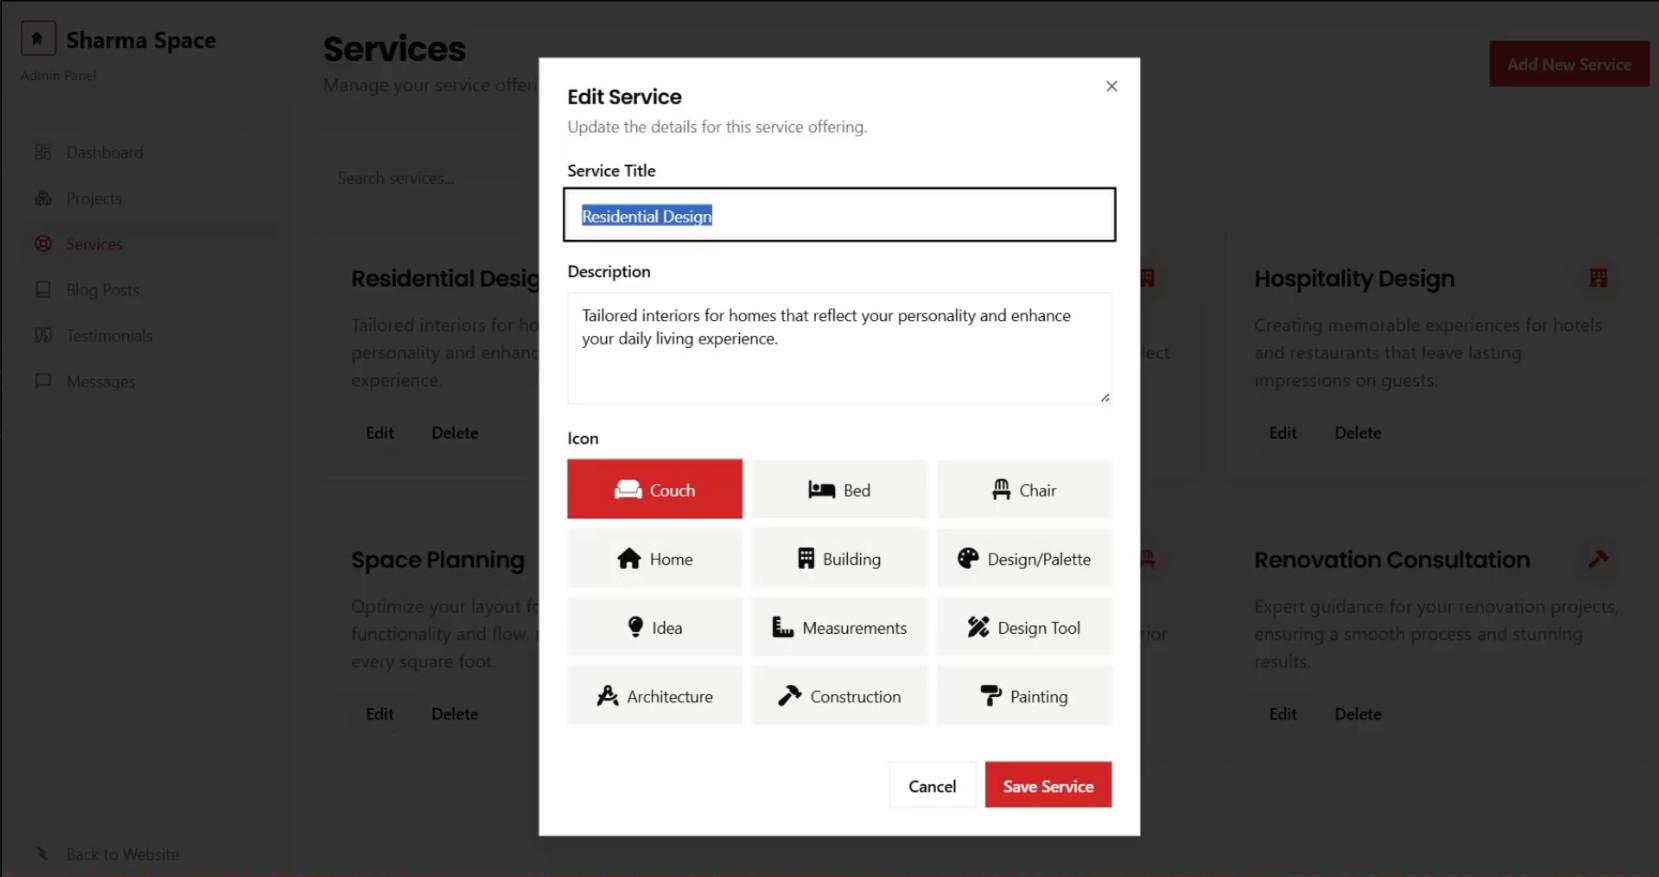 Sharma Space
Admin Panel
Dashboard
Projects
Services
Blog Posts
Testimonials
Messages
Back to Website
Services
Manage your service offeri
Add New Service
Search services...
Residential Desig
Tailored interiors for ho
personality and enhanc
experience.
Edit
Delete
lect
Hospitality Design
Creating memorable experiences for hotels
and restaurants that leave lasting
impressions on guests.
Edit
Delete
Space Planning
Optimize your layout fo
functionality and flow,
every square foot.
Edit
Delete
rior
Renovation Consultation
Expert guidance for your renovation projects,
ensuring a smooth process and stunning
results.
Edit
Delete
Edit Service
Update the details for this service offering.
Service Title
Residential Design
Description
Tailored interiors for homes that reflect your personality and enhance
your daily living experience.
Icon
Couch
Bed
Chair
Home
Building
Design/Palette
Idea
Measurements
Design Tool
Architecture
Construction
Painting
Cancel
Save Service